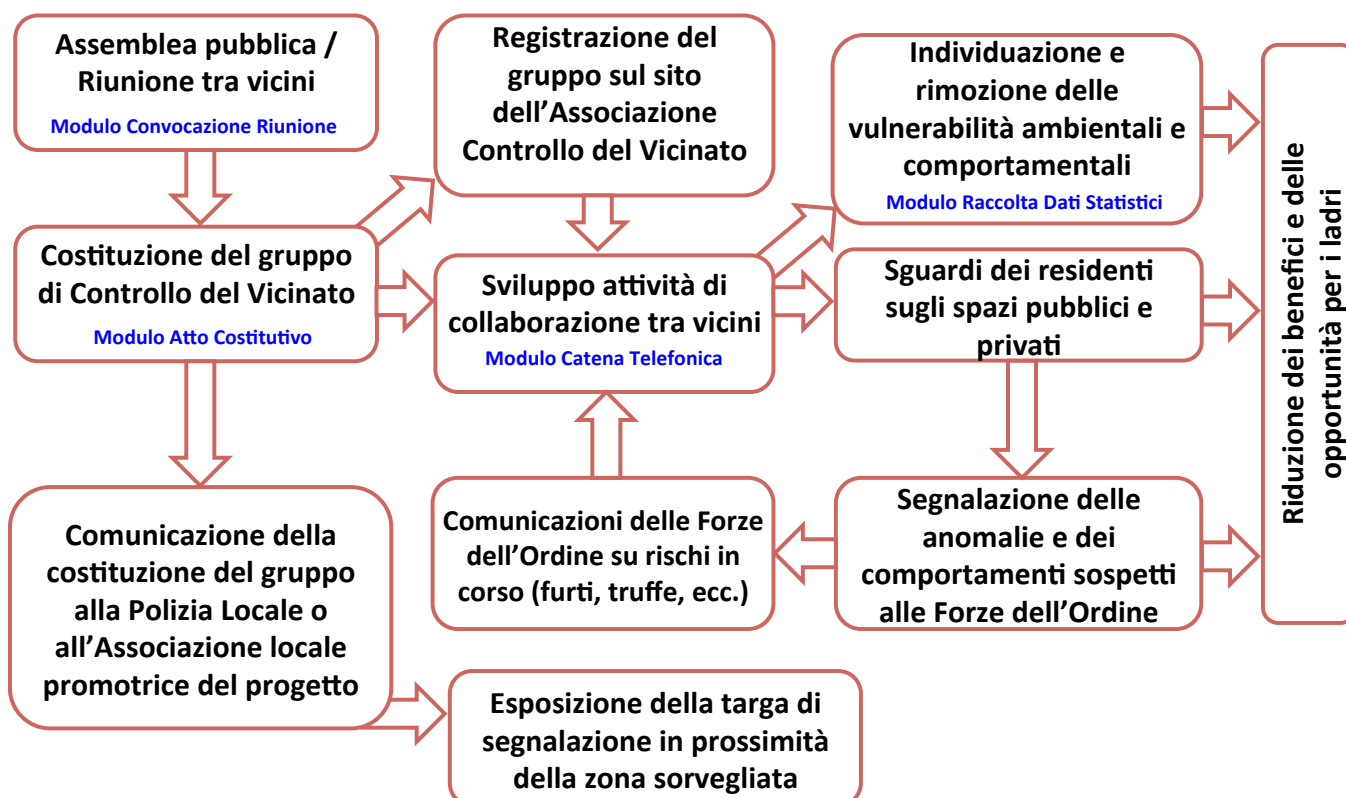 Assemblea pubblica /
Riunione tra vicini
Modulo Convocazione Riunione
Registrazione del
gruppo sul sito
dell’Associazione
Controllo del Vicinato
Individuazione e
rimozione delle
vulnerabilità ambientali e
comportamentali
Modulo Raccolta Dati Statistici
Costituzione del gruppo
di Controllo del Vicinato
Modulo Atto Costitutivo
Sviluppo attività di
collaborazione tra vicini
Modulo Catena Telefonica
Sguardi dei residenti
sugli spazi pubblici e
privati
Riduzione dei benefici e delle
opportunità per i ladri
Comunicazione della
costituzione del gruppo
alla Polizia Locale o
all’Associazione locale
promotrice del progetto
Comunicazioni delle Forze
dell’Ordine su rischi in
corso (furti, truffe, ecc.)
Segnalazione delle
anomalie e dei
comportamenti sospetti
alle Forze dell’Ordine
Esposizione della targa di
segnalazione in prossimità
della zona sorvegliata